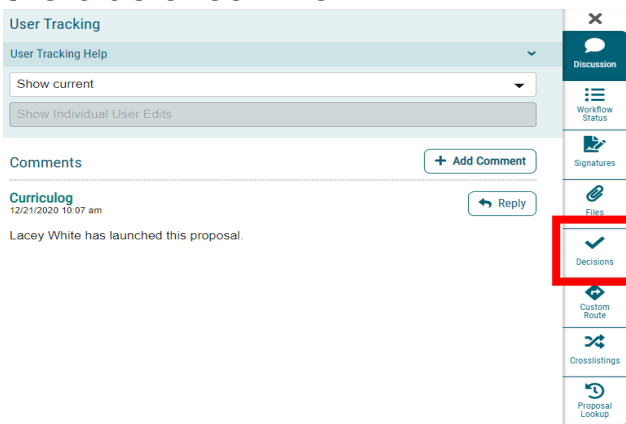 User Tracking
User Tracking Help
Show current
Show Individual User Edits
Comments
+ Add Comment
Curriculog
12/21/2020 10:07 am
Reply
Lacey White has launched this proposal.
Discussion
Workflow
Status
Signatures
Files
Decisions
Custom
Route
Crosslistings
Proposal
Lookup